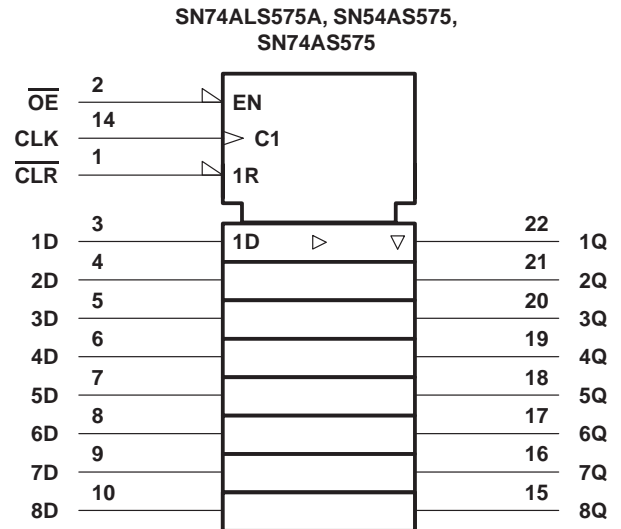 SN74ALS575A, SN54AS575,
SN74AS575
OE 2 EN
CLK 14 C1
CLR 1 1R
1D 3 1D 22 1Q
2D 4 21 2Q
3D 5 20 3Q
4D 6 19 4Q
5D 7 18 5Q
6D 8 17 6Q
7D 9 16 7Q
8D 10 15 8Q